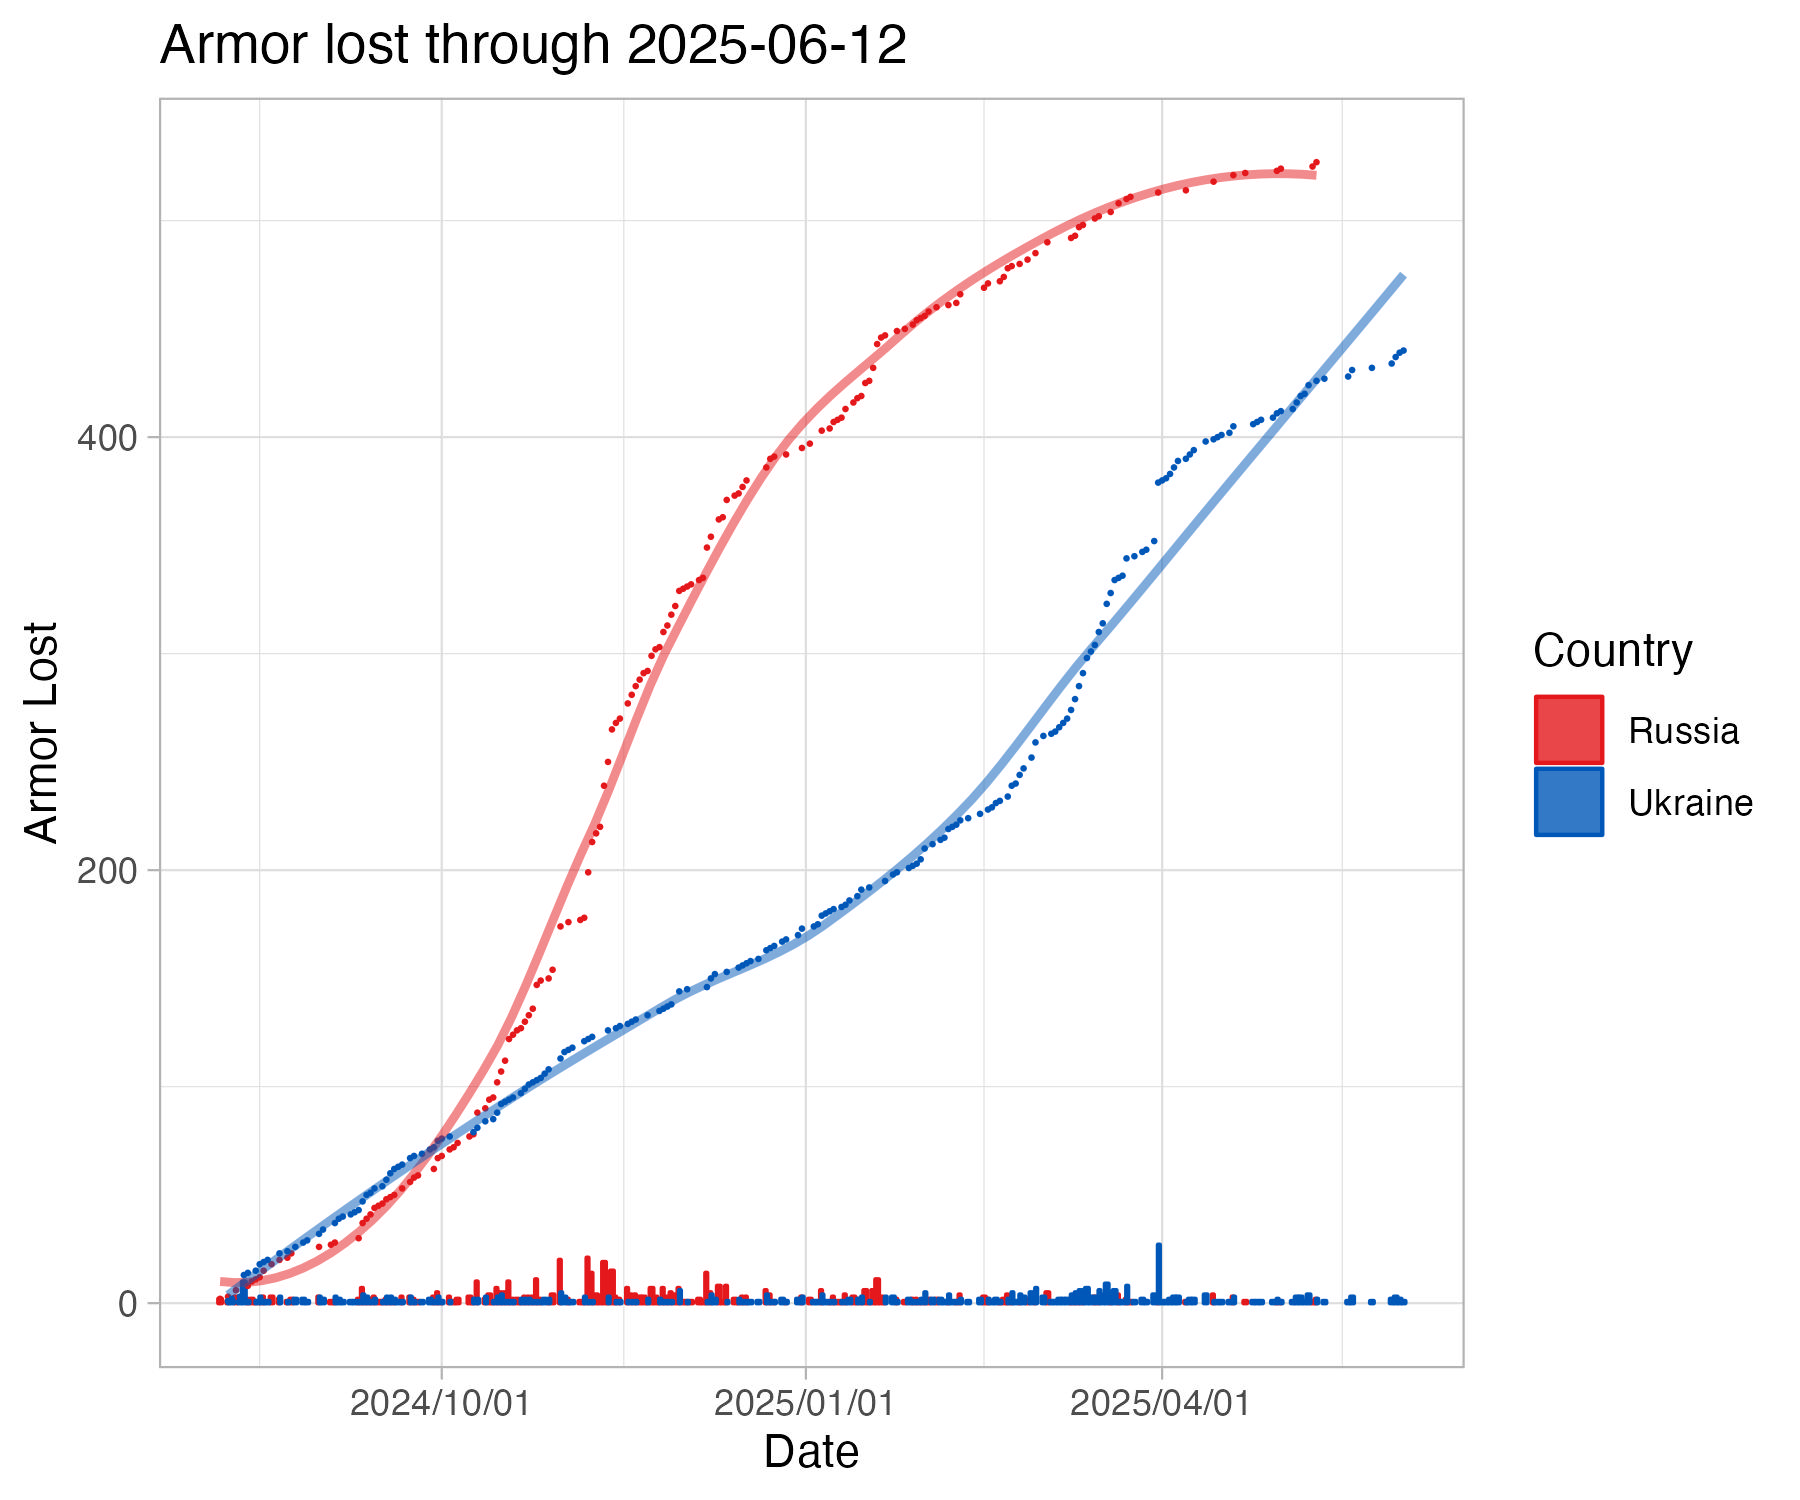 Armor lost through 2025-06-12
Armor Lost
400
200
0
2024/10/01
2025/01/01
2025/04/01
Date
Country
Russia
Ukraine